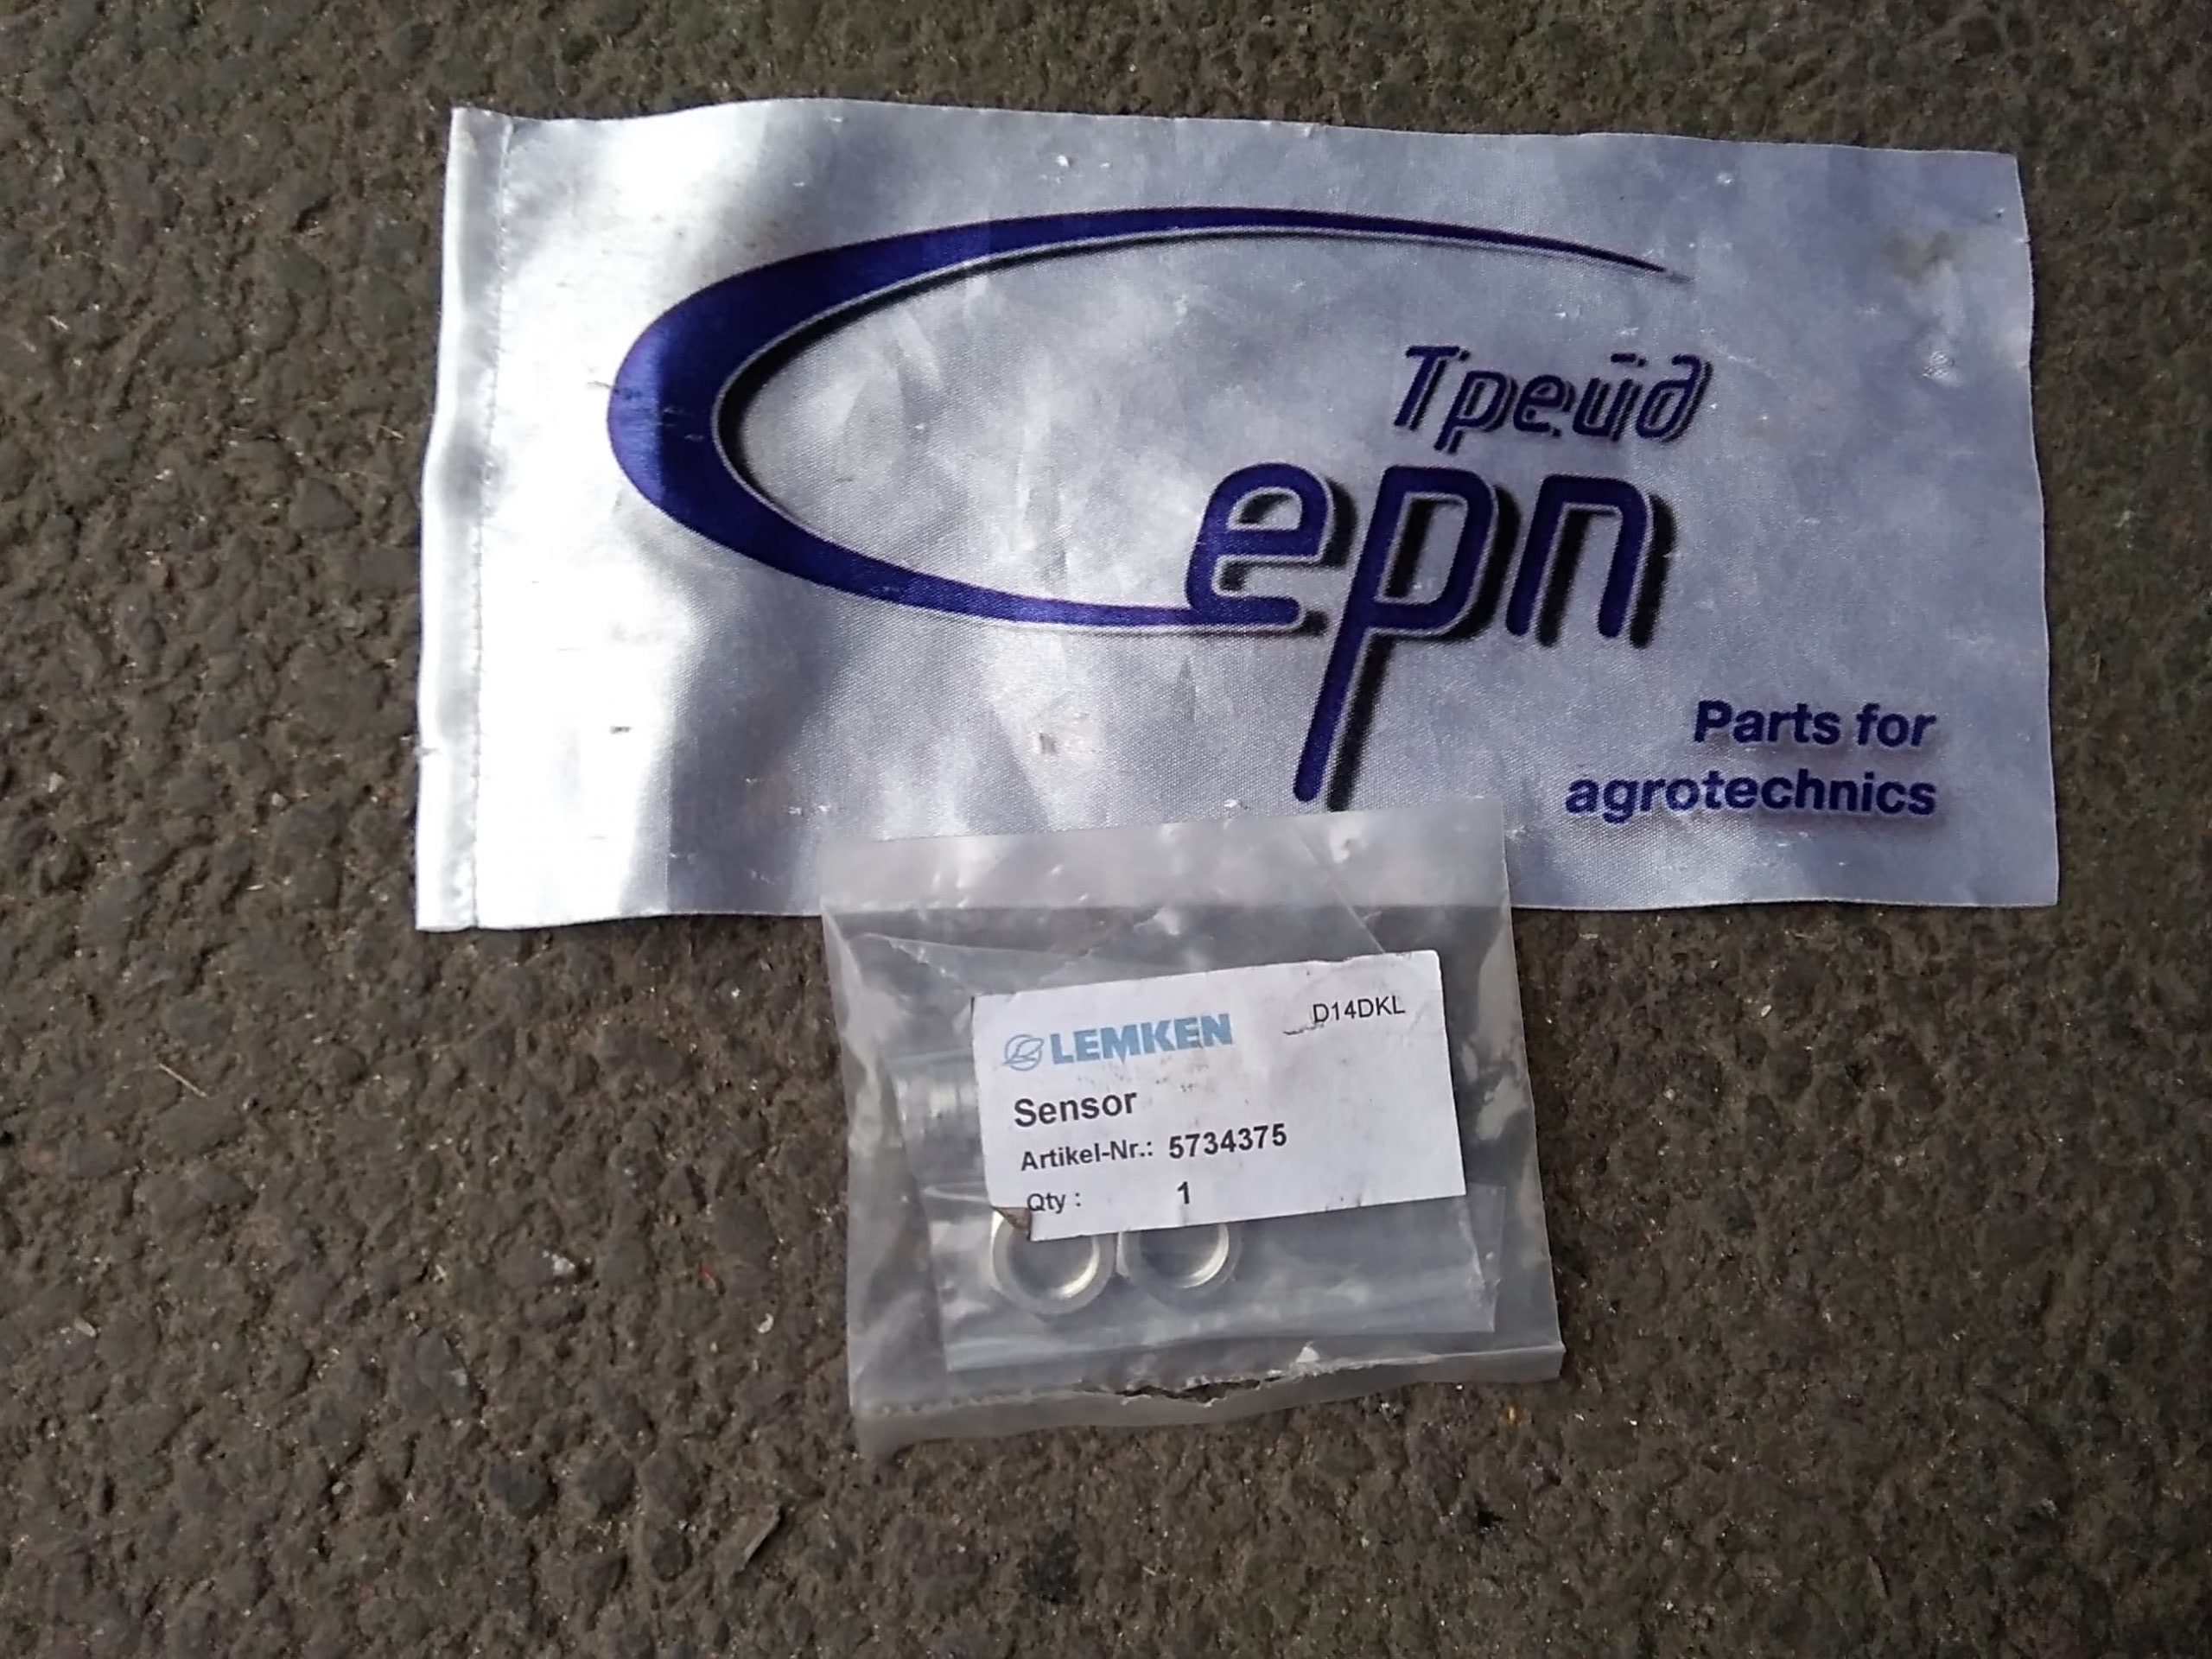 Трейд
Серп
Parts for
agrotechnics
LEMKEN
D14DKL
Sensor
Artikel-Nr.: 5734375
Qty : 1